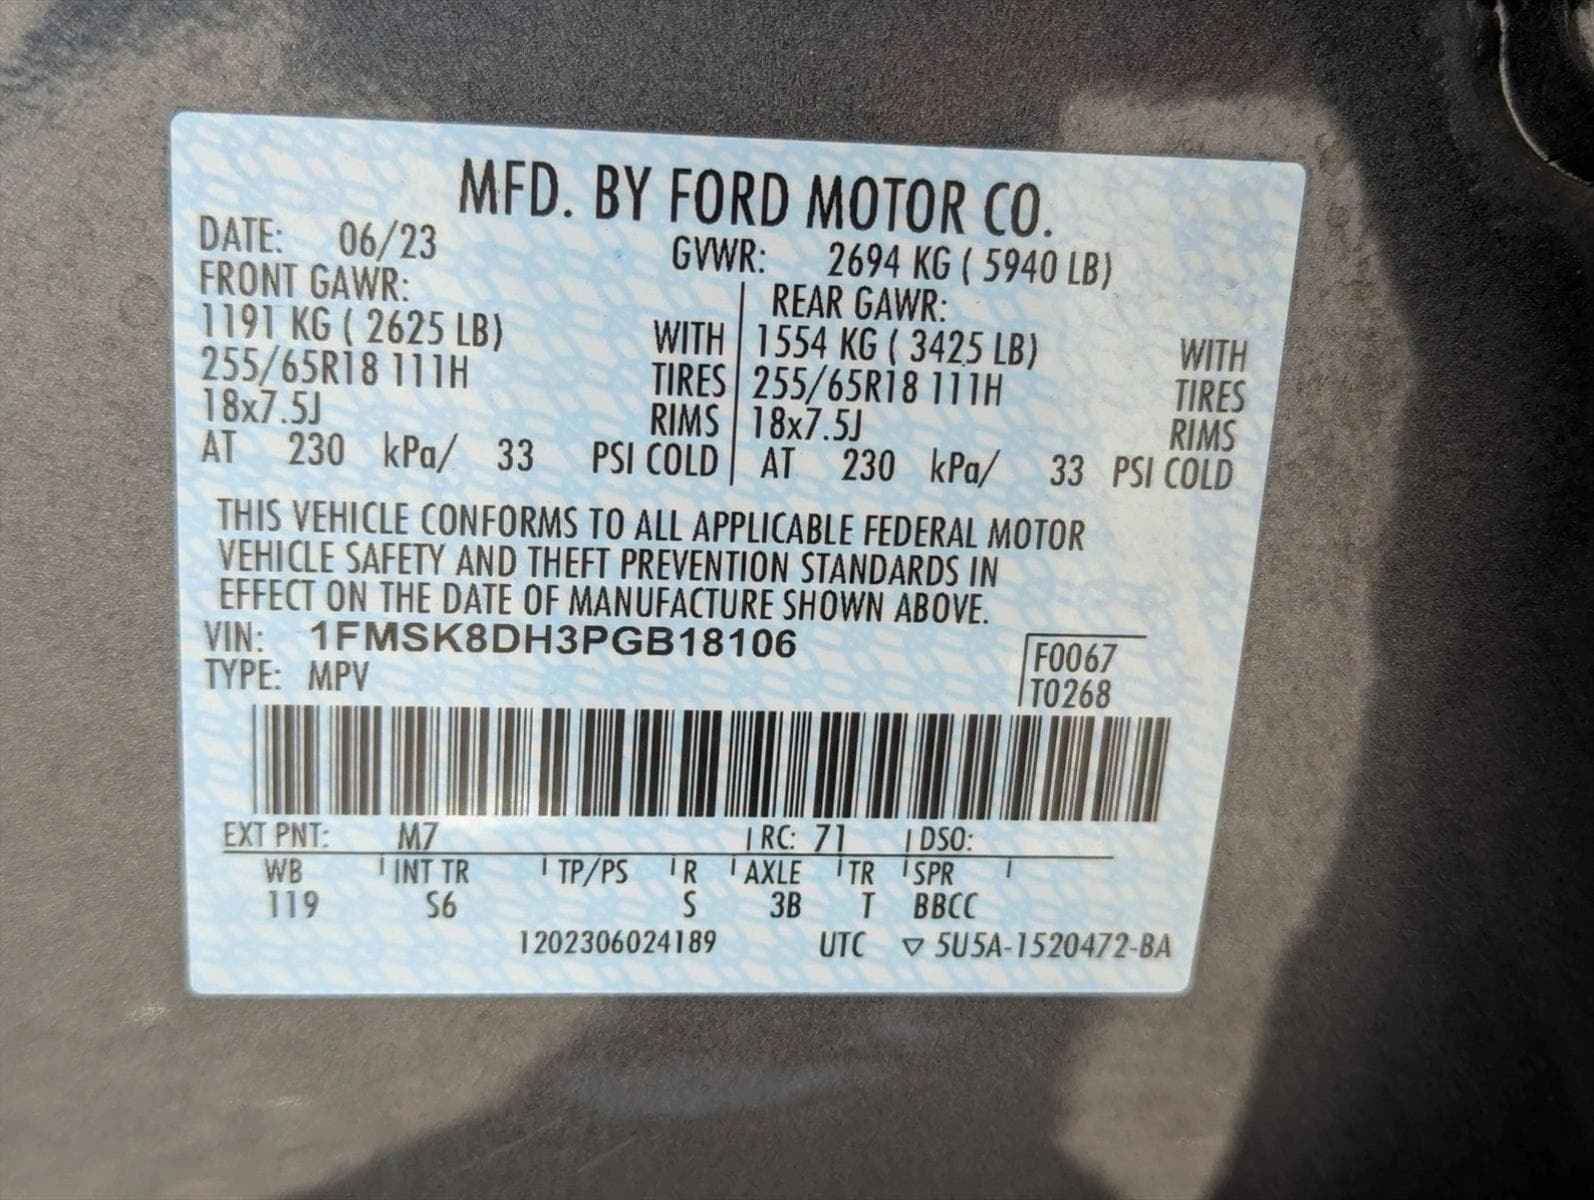 MFD. BY FORD MOTOR CO.
DATE: 06/23 GVWR: 2694 KG ( 5940 LB)
FRONT GAWR: REAR GAWR:
1191 KG ( 2625 LB) WITH 1554 KG ( 3425 LB) WITH
255/65R18 111H TIRES 255/65R18 111H TIRES
18x7.5J RIMS 18x7.5J RIMS
AT 230 kPa/ 33 PSI COLD AT 230 kPa/ 33 PSI COLD
THIS VEHICLE CONFORMS TO ALL APPLICABLE FEDERAL MOTOR
VEHICLE SAFETY AND THEFT PREVENTION STANDARDS IN
EFFECT ON THE DATE OF MANUFACTURE SHOWN ABOVE.
VIN: 1FMSK8DH3PGB18106
F0067
TYPE: MPV
T0268
EXT PNT: M7 RC: 71 DSO:
WB INT TR TP/PS R AXLE TR SPR
119 S6 S 3B T BBCC
1202306024189 UTC ▽ 5U5A-1520472-BA